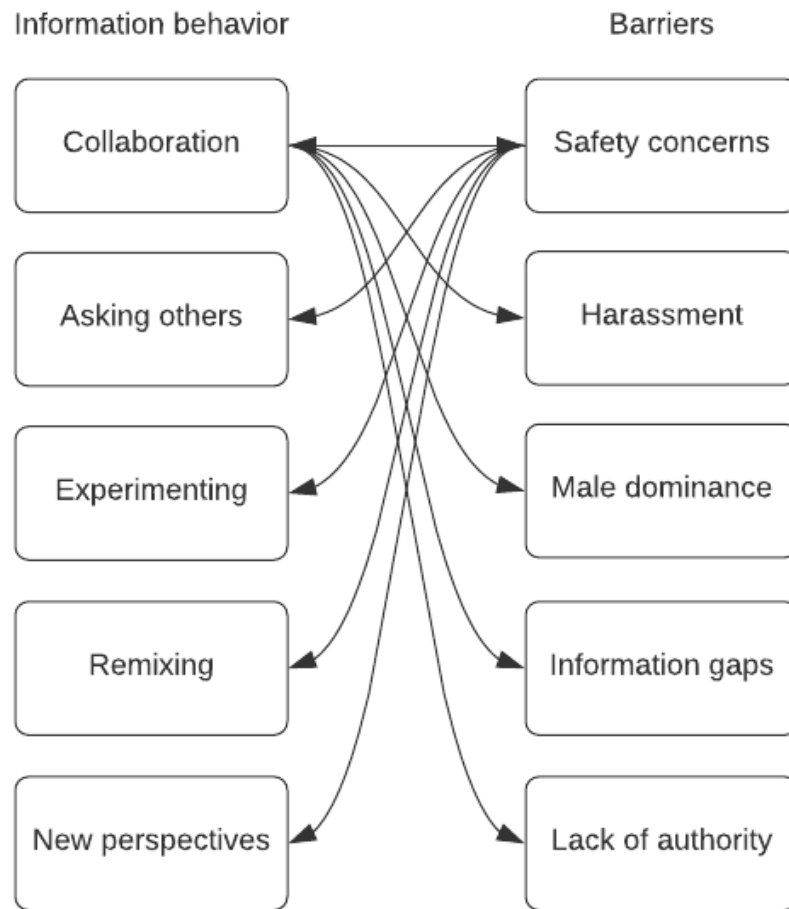 Information behavior
Barriers
Collaboration
Safety concerns
Asking others
Harassment
Experimenting
Male dominance
Remixing
Information gaps
New perspectives
Lack of authority